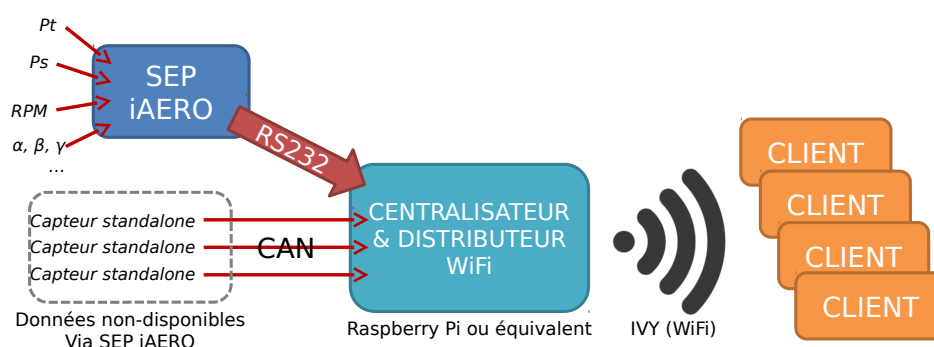 Pt
Ps
RPM
α, β, γ
...
SEP
iAERO
RS232
Capteur standalone
Capteur standalone
Capteur standalone
CAN
Données non-disponibles
Via SEP iAERO
CENTRALISATEUR
& DISTRIBUTEUR
WiFi
Raspberry Pi ou équivalent
IVY (WiFi)
CLIENT
CLIENT
CLIENT
CLIENT